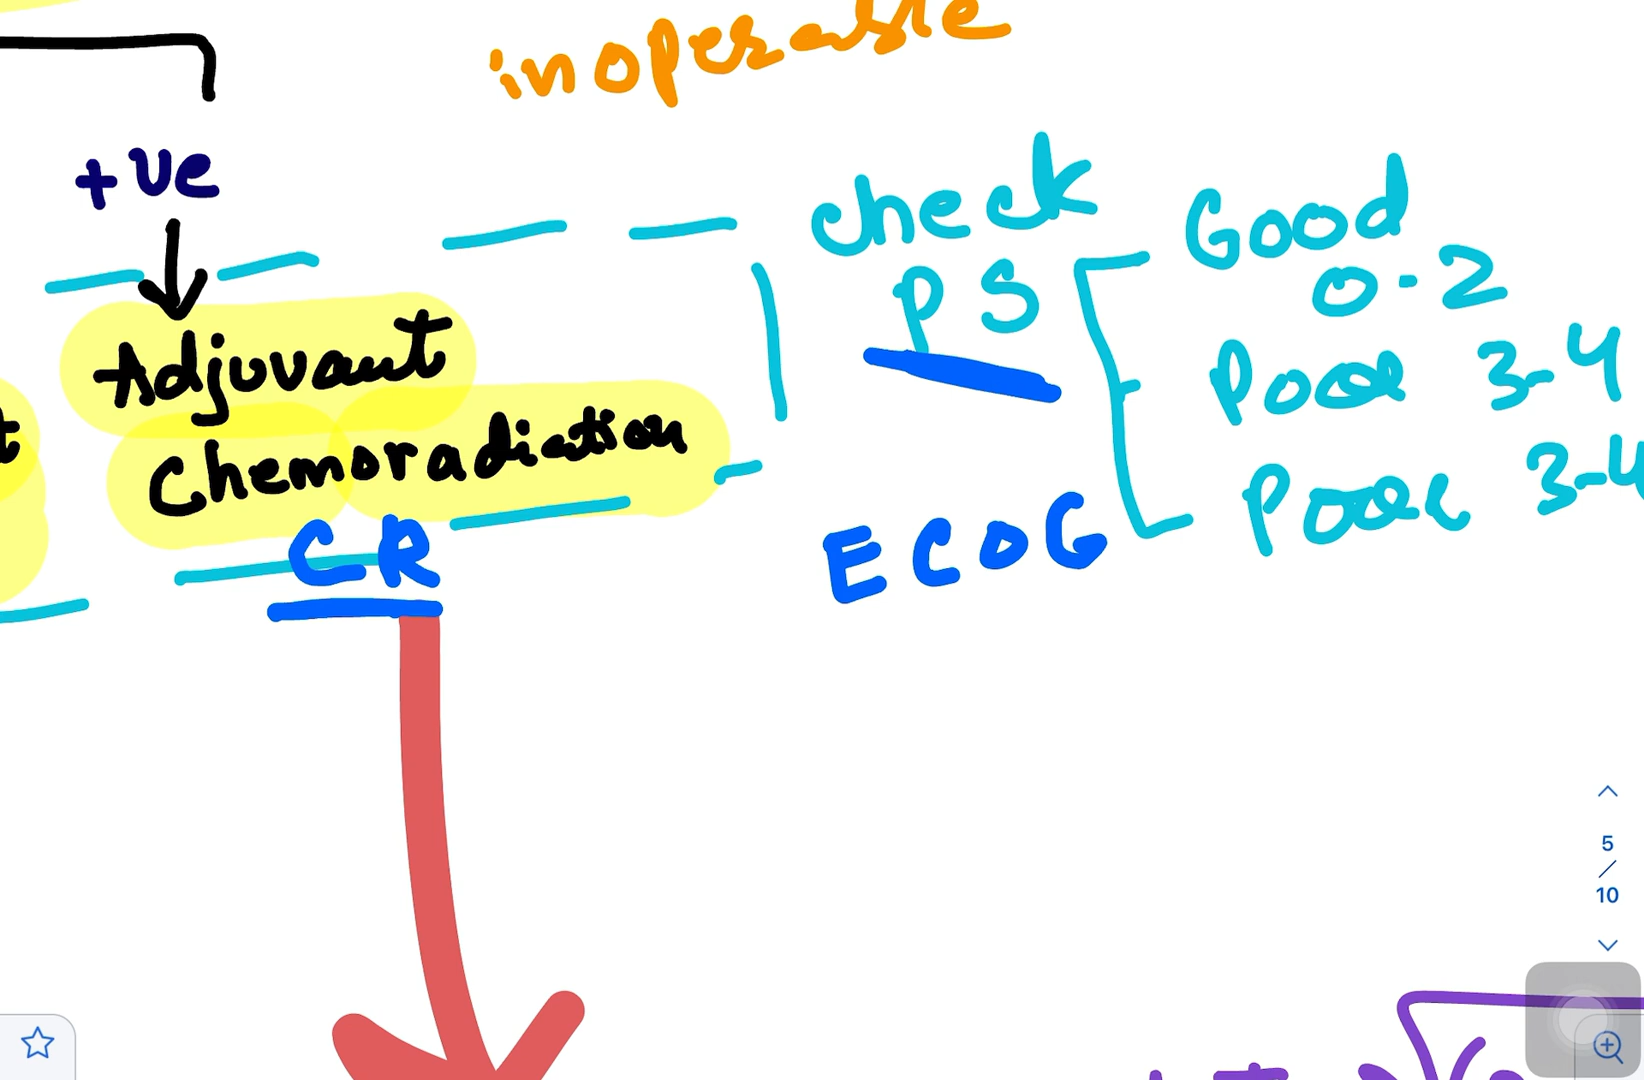 inoperable
+ve
check
Good
PS
0-2
Adjuvant
Poor 3-4
Chemoradiation
Poor 3-4
CR
ECOG
5
/
10